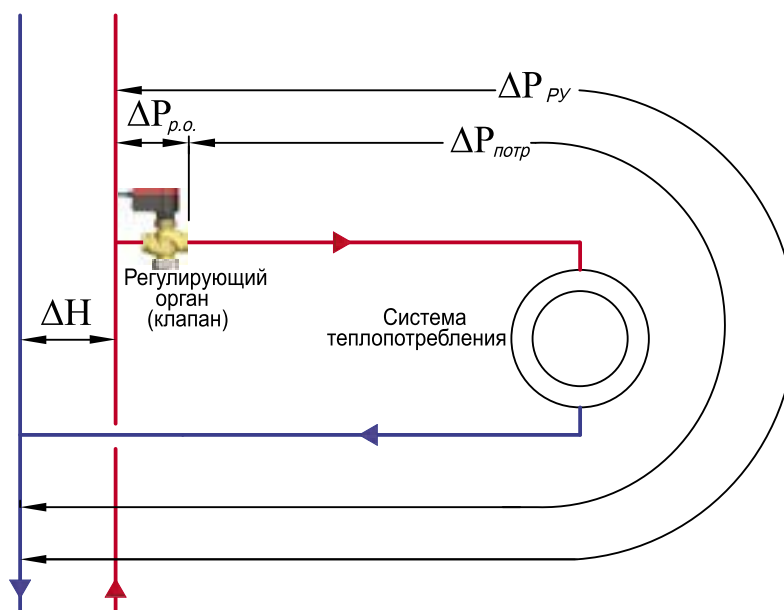 ΔP РУ
ΔP р.о.
ΔP потр
Регулирующий
орган
(клапан)
ΔH
Система
теплопотребления